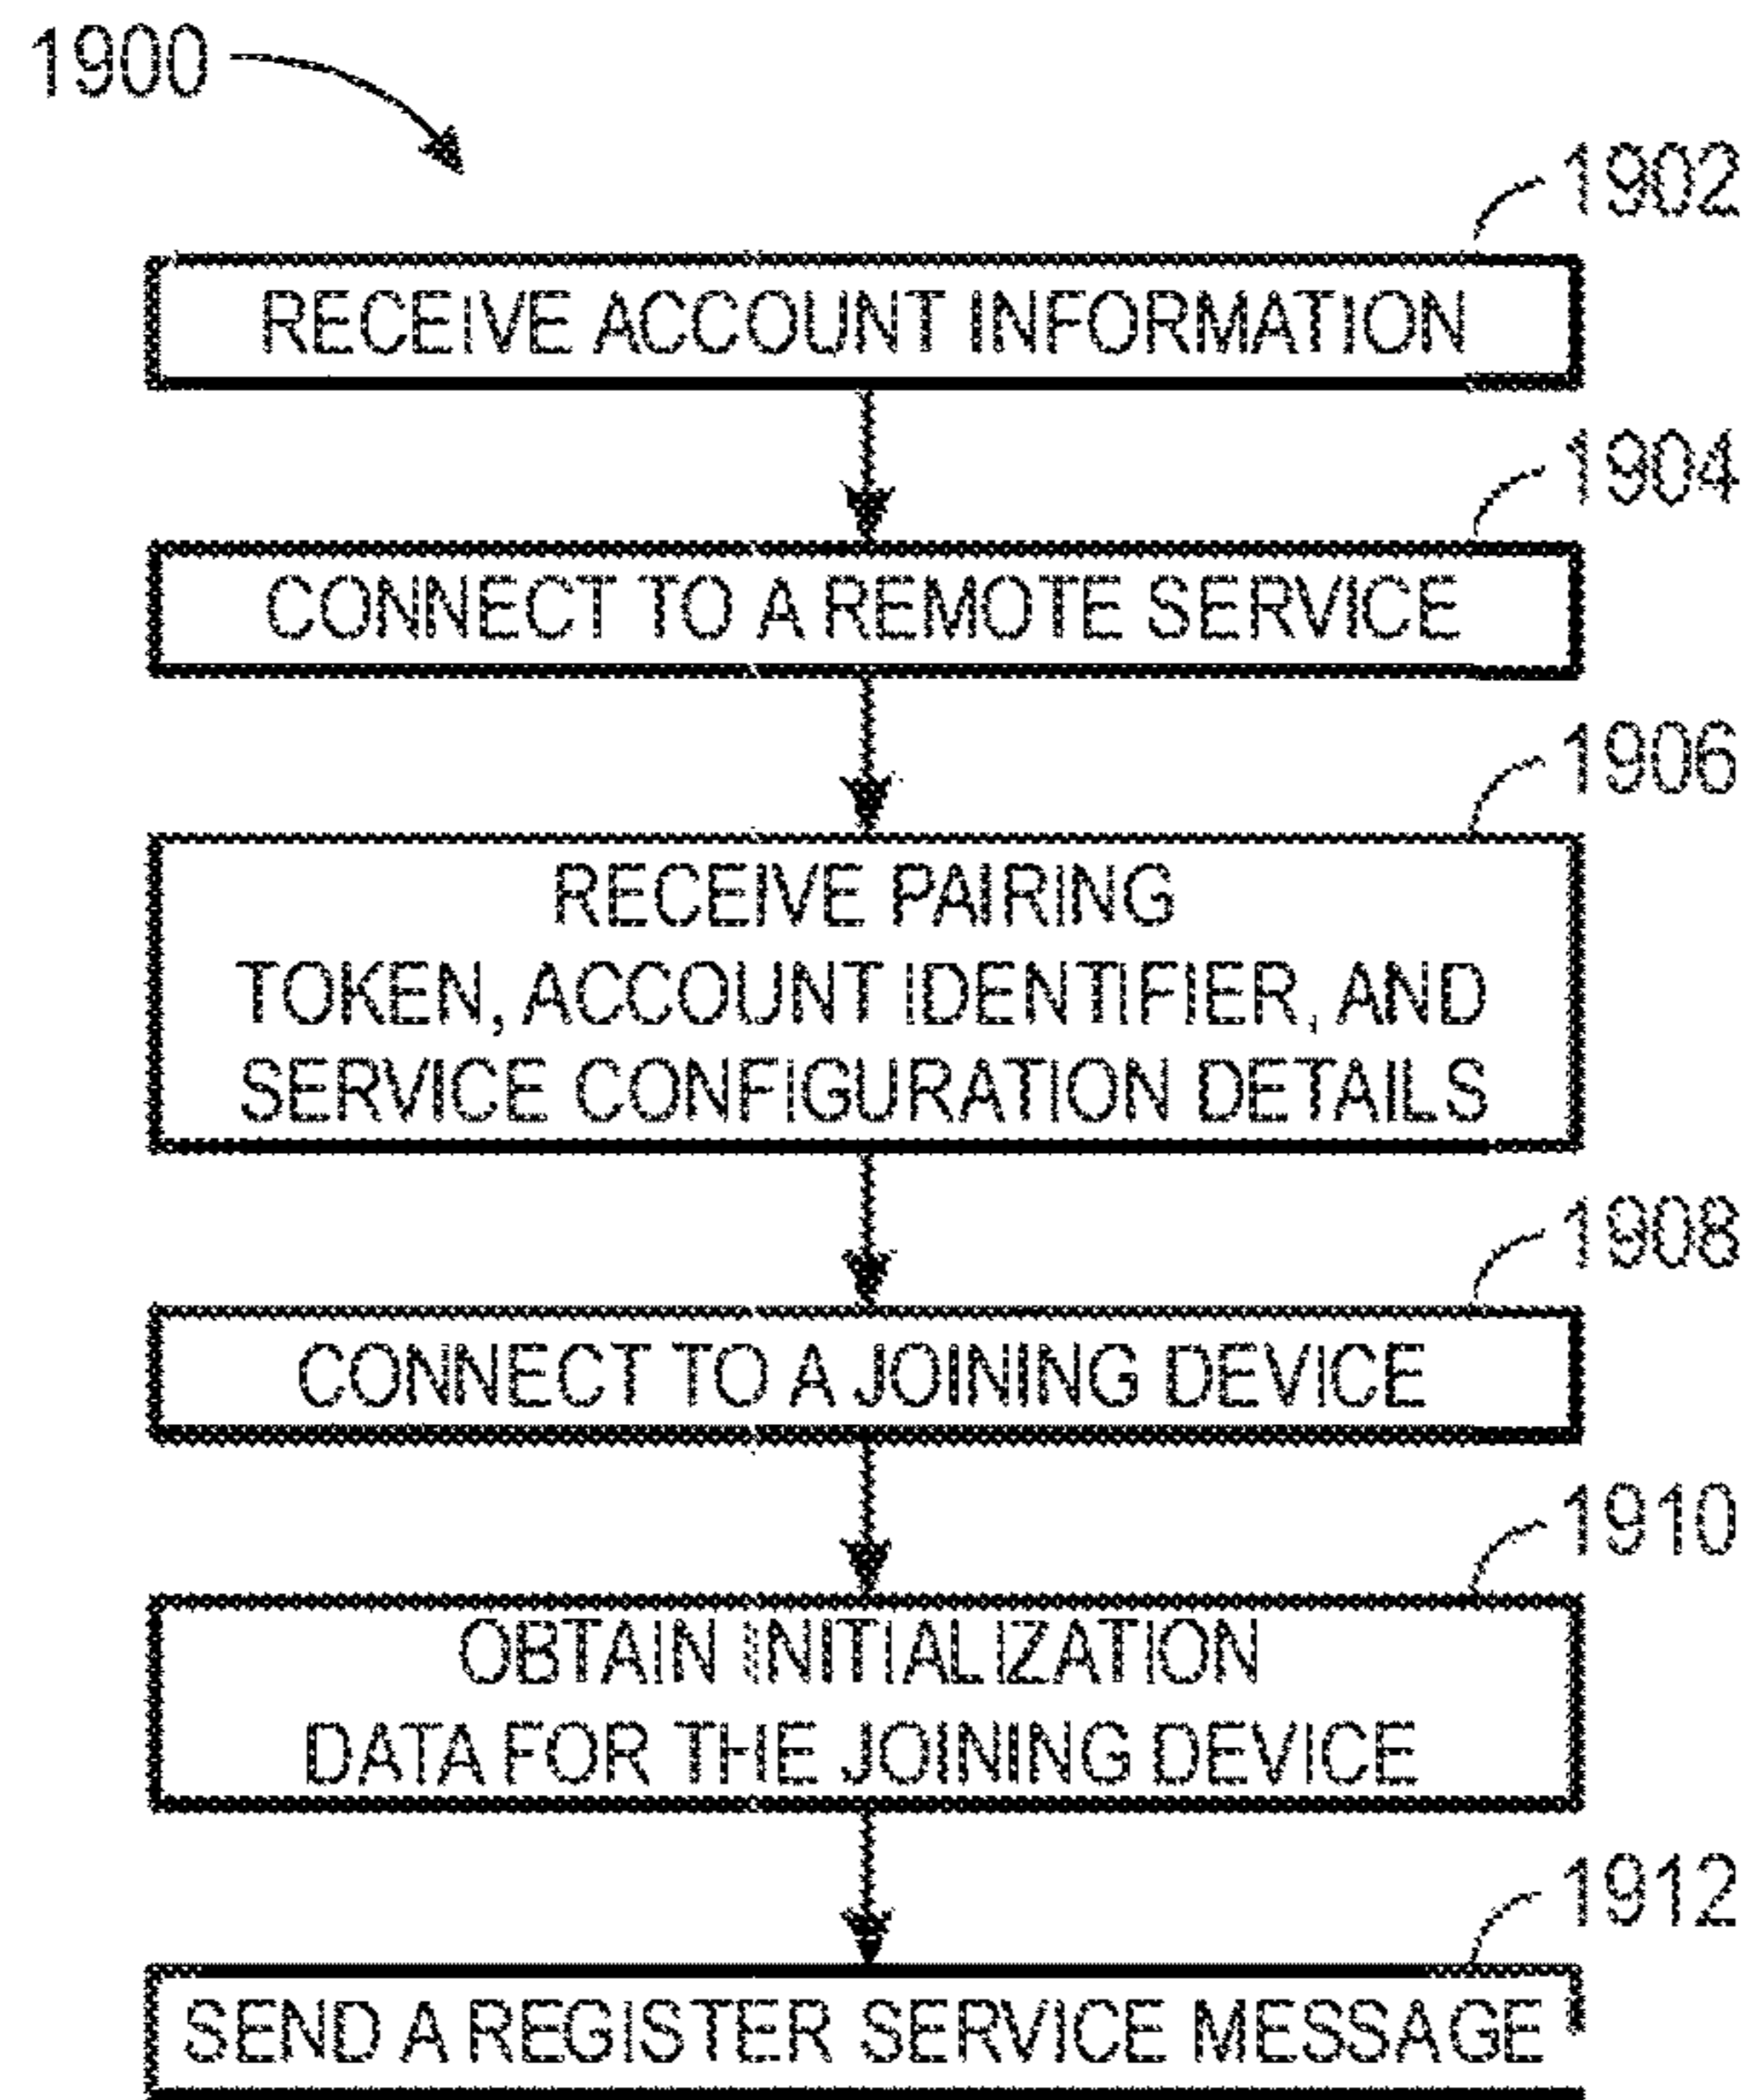 1900
1902
RECEIVE ACCOUNT INFORMATION
1904
CONNECT TO A REMOTE SERVICE
1906
RECEIVE PAIRING
TOKEN, ACCOUNT IDENTIFIER, AND
SERVICE CONFIGURATION DETAILS
1908
CONNECT TO A JOINING DEVICE
1910
OBTAIN INITIALIZATION
DATA FOR THE JOINING DEVICE
1912
SEND A REGISTER SERVICE MESSAGE